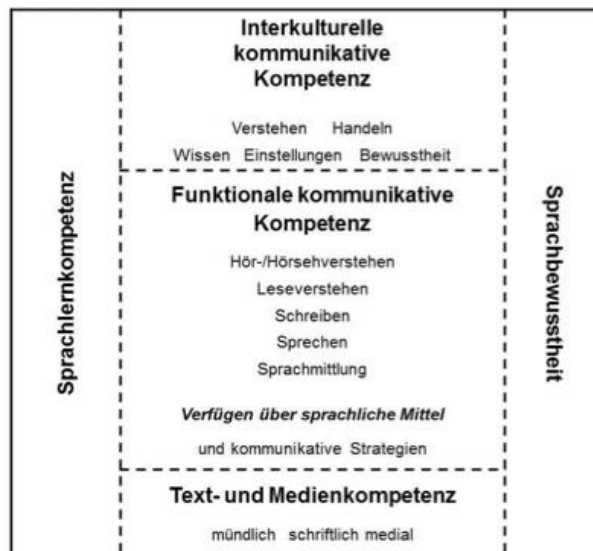 Sprachlernkompetenz
Interkulturelle
kommunikative
Kompetenz
Verstehen Handeln
Wissen Einstellungen Bewusstheit
Funktionale kommunikative
Kompetenz
Hör-/Hörsehverstehen
Leseverstehen
Schreiben
Sprechen
Sprachmittlung
Verfügen über sprachliche Mittel
und kommunikative Strategien
Text- und Medienkompetenz
mündlich schriftlich medial
Sprachbewusstheit